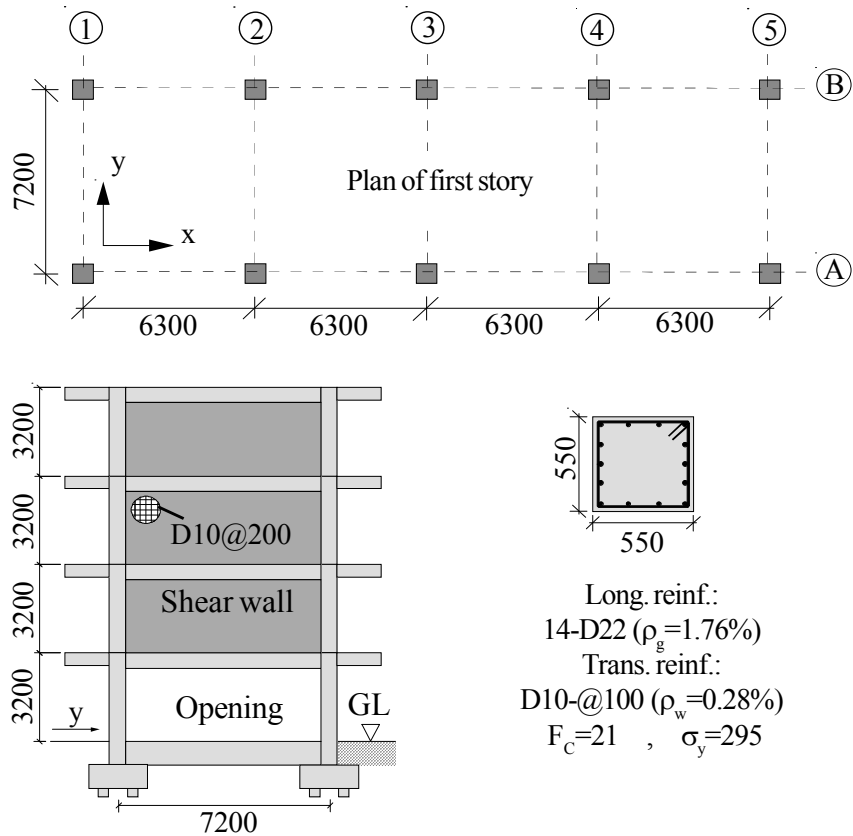 1 2 3 4 5
B
7200
y
Plan of first story
x
A
6300 6300 6300 6300
3200
3200
D10@200
3200
Shear wall
3200
Opening
GL
y
7200
550
550
Long. reinf.:
14-D22 (ρg=1.76%)
Trans. reinf.:
D10-@100 (ρw=0.28%)
FC=21 , σy=295